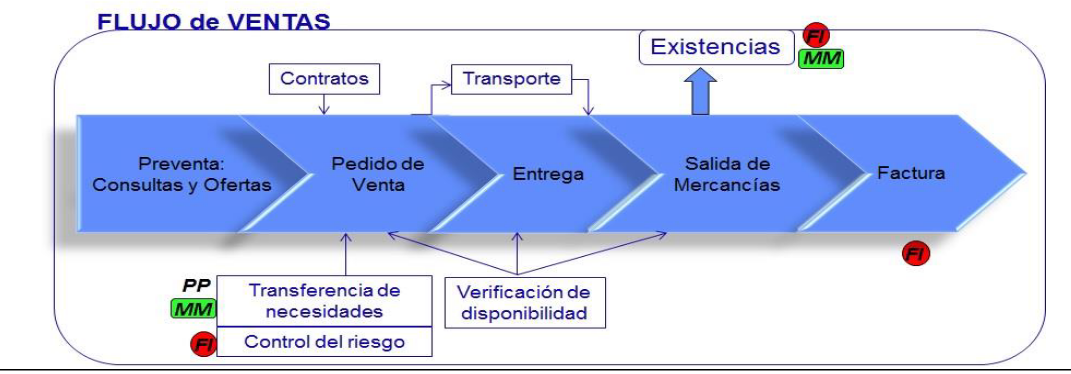 FLUJO de VENTAS
Existencias
FI
MM
Contratos
Transporte
Preventa:
Consultas y Ofertas
Pedido de
Venta
Entrega
Salida de
Mercancías
Factura
FI
PP
MM
Transferencia de
necesidades
FI
Control del riesgo
Verificación de
disponibilidad